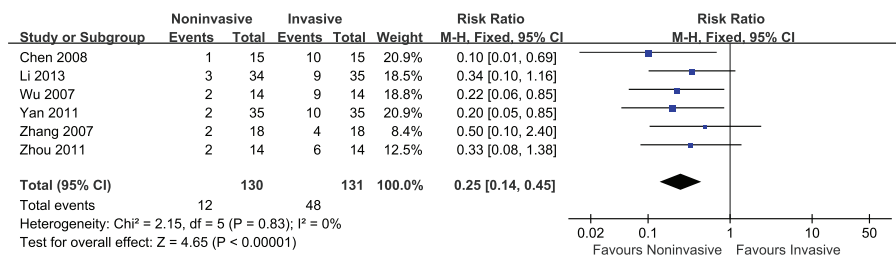 Noninvasive Invasive Risk Ratio Risk Ratio
Study or Subgroup Events Total Events Total Weight M-H, Fixed, 95% CI M-H, Fixed, 95% CI
Chen 2008 1 15 10 15 20.9% 0.10 [0.01, 0.69]
Li 2013 3 34 9 35 18.5% 0.34 [0.10, 1.16]
Wu 2007 2 14 9 14 18.8% 0.22 [0.06, 0.85]
Yan 2011 2 35 10 35 20.9% 0.20 [0.05, 0.85]
Zhang 2007 2 18 4 18 8.4% 0.50 [0.10, 2.40]
Zhou 2011 2 14 6 14 12.5% 0.33 [0.08, 1.38]
Total (95% CI) 130 131 100.0% 0.25 [0.14, 0.45]
Total events 12 48
Heterogeneity: Chi² = 2.15, df = 5 (P = 0.83); I² = 0%
Test for overall effect: Z = 4.65 (P < 0.00001)
0.02 0.1 1 10 50
Favours Noninvasive Favours Invasive